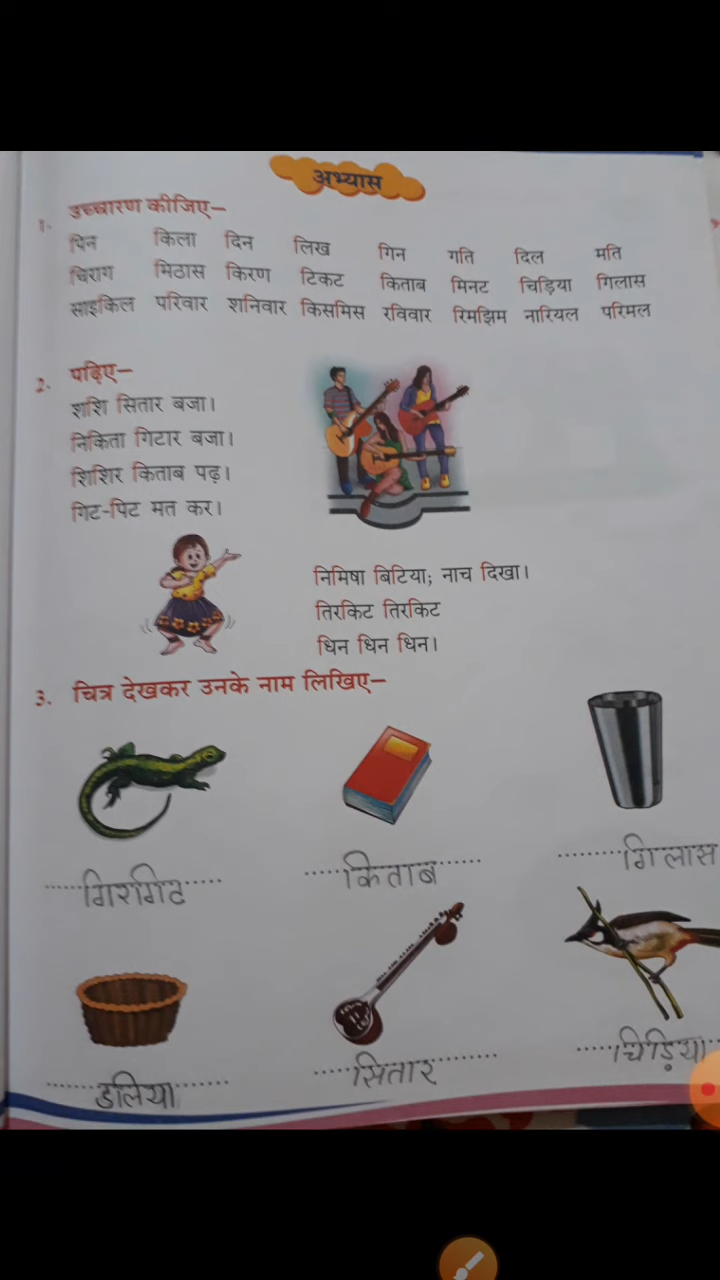 अभ्यास
1. उच्चारण कीजिए–
पिन किला दिन लिख गिन गति दिल मति
चिराग मिठास किरण टिकट किताब मिनट चिड़िया गिलास
साइकिल परिवार शनिवार किसमिस रविवार रिमझिम नारियल परिमल
2. पढ़िए–
शशि सितार बजा।
निकिता गिटार बजा।
शिशिर किताब पढ़।
गिट-पिट मत कर।
निमिषा बिटिया; नाच दिखा।
तिरकिट तिरकिट
धिन धिन धिन।
3. चित्र देखकर उनके नाम लिखिए–
गिरगिट किताब गिलास
डलिया सितार चिड़िया